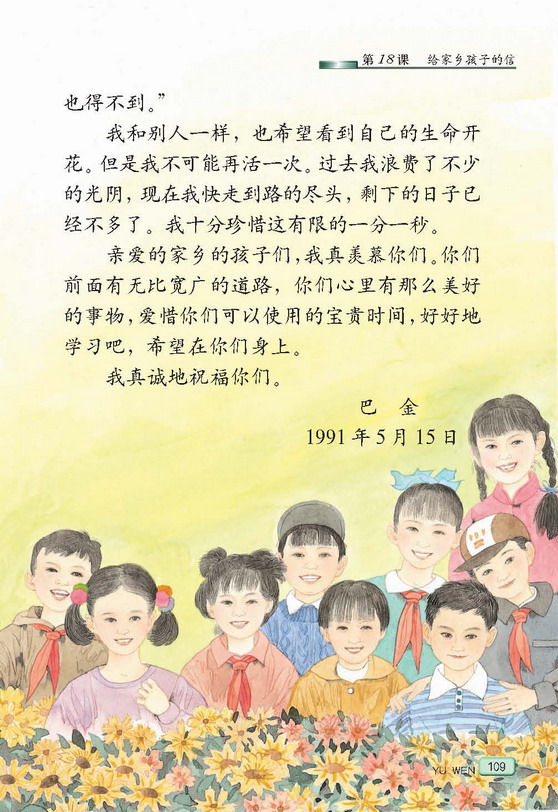 第18课 给家乡孩子的信
也得不到。”
我和别人一样，也希望看到自己的生命开
花。但是我不可能再活一次。过去我浪费了不少
的光阴，现在我快走到路的尽头，剩下的日子已
经不多了。我十分珍惜这有限的一分一秒。
亲爱的家乡的孩子们，我真羡慕你们。你们
前面有无比宽广的道路，你们心里有那么美好
的事物，爱惜你们可以使用的宝贵时间，好好地
学习吧，希望在你们身上。
我真诚地祝福你们。
巴 金
1991年5月15日
YU WEN 109